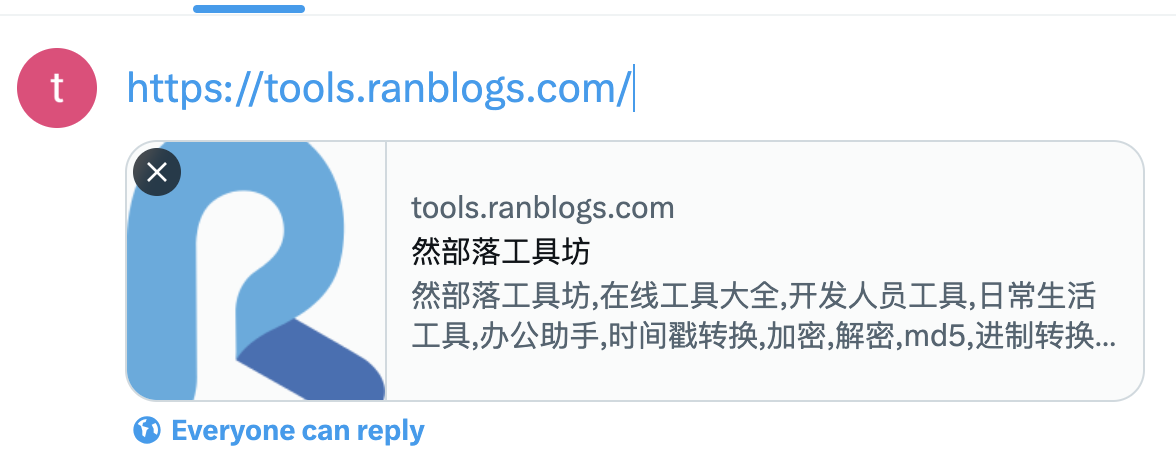 t
https://tools.ranblogs.com/
tools.ranblogs.com
然部落工具坊
然部落工具坊,在线工具大全,开发人员工具,日常生活
工具,办公助手,时间戳转换,加密,解密,md5,进制转换...
Everyone can reply